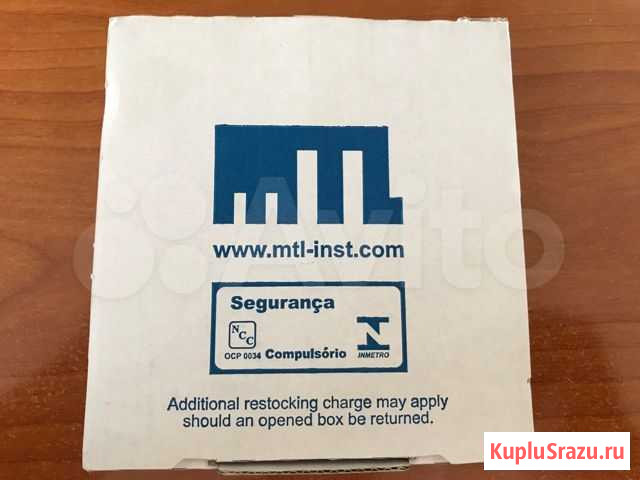 mtl
www.mtl-inst.com
Avito
Segurança
NCC
OCP 0034 Compulsório
INMETRO
Additional restocking charge may apply
should an opened box be returned.
KupluSrazu.ru